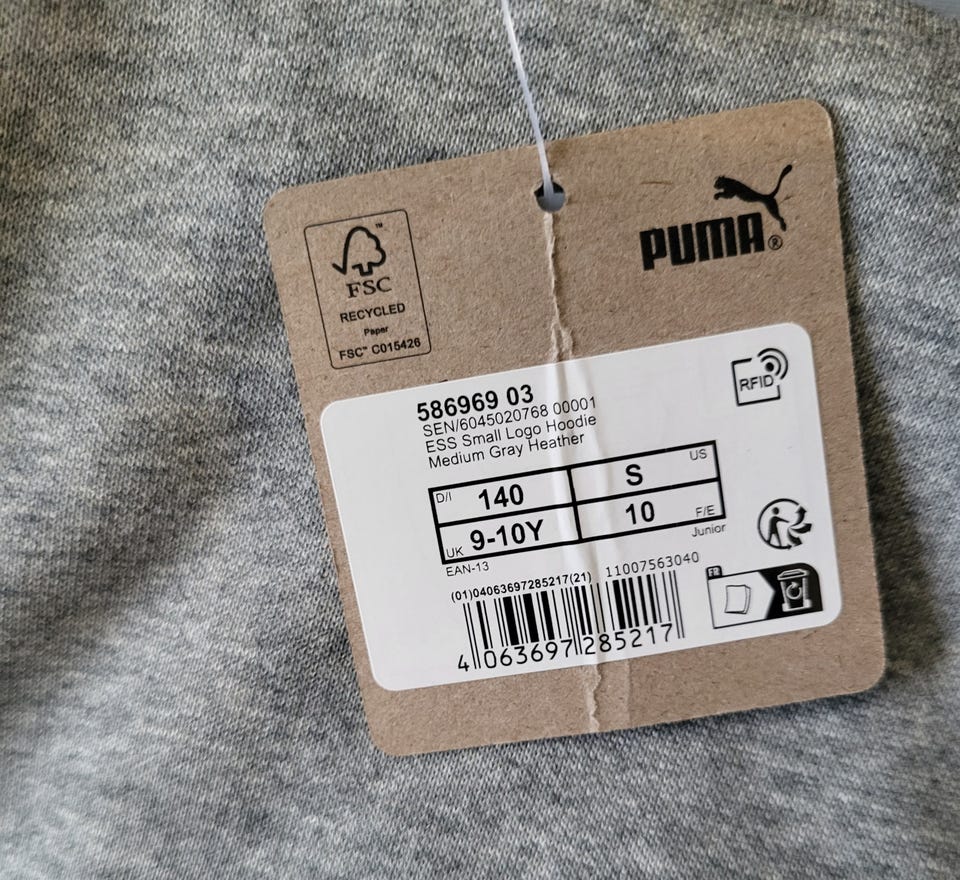 PUMA®
™
FSC
RECYCLED
Paper
FSC™ C015426
RFID
586969 03
SEN/6045020768 00001
ESS Small Logo Hoodie
Medium Gray Heather
D/I 140 S US
UK 9-10Y 10 F/E
Junior
EAN-13
(01)04063697285217(21) 11007563040
FR
4 063697 285217